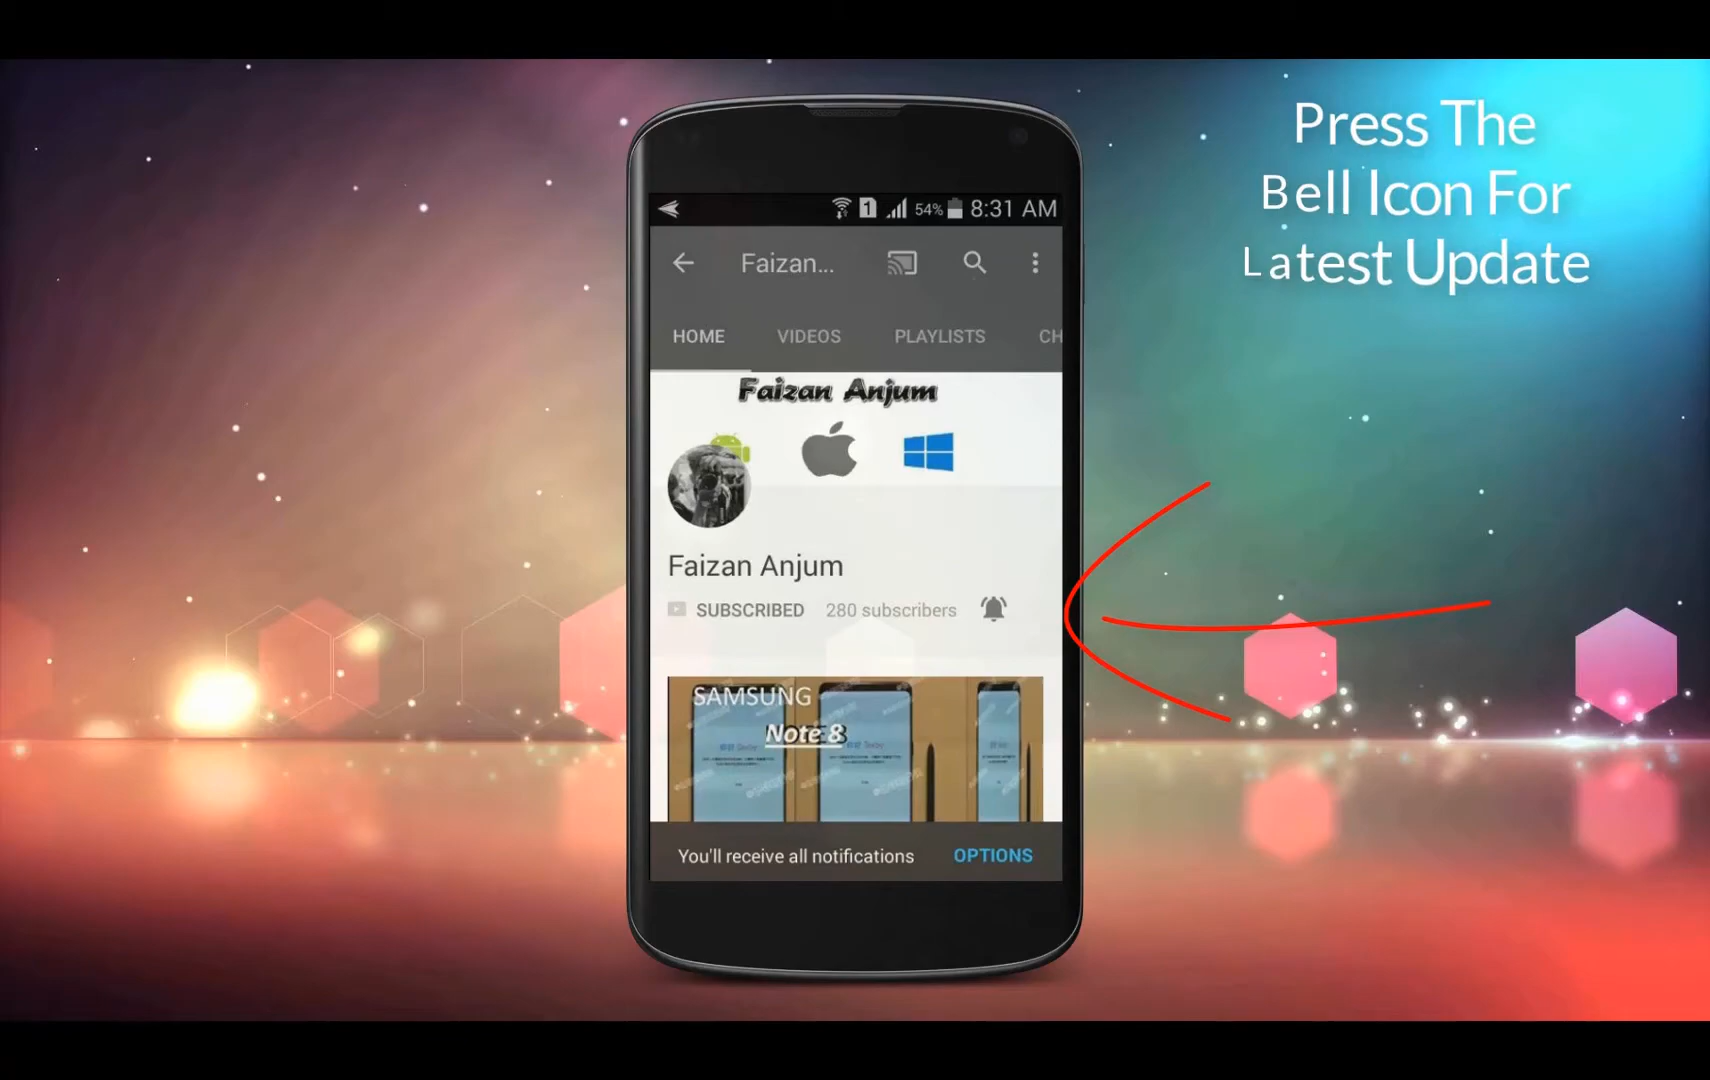 Press The
Bell Icon For
Latest Update
1 54% 8:31 AM
Faizan...
HOME VIDEOS PLAYLISTS CH
Faizan Anjum
Faizan Anjum
SUBSCRIBED 280 subscribers
SAMSUNG
Note 8
You'll receive all notifications OPTIONS